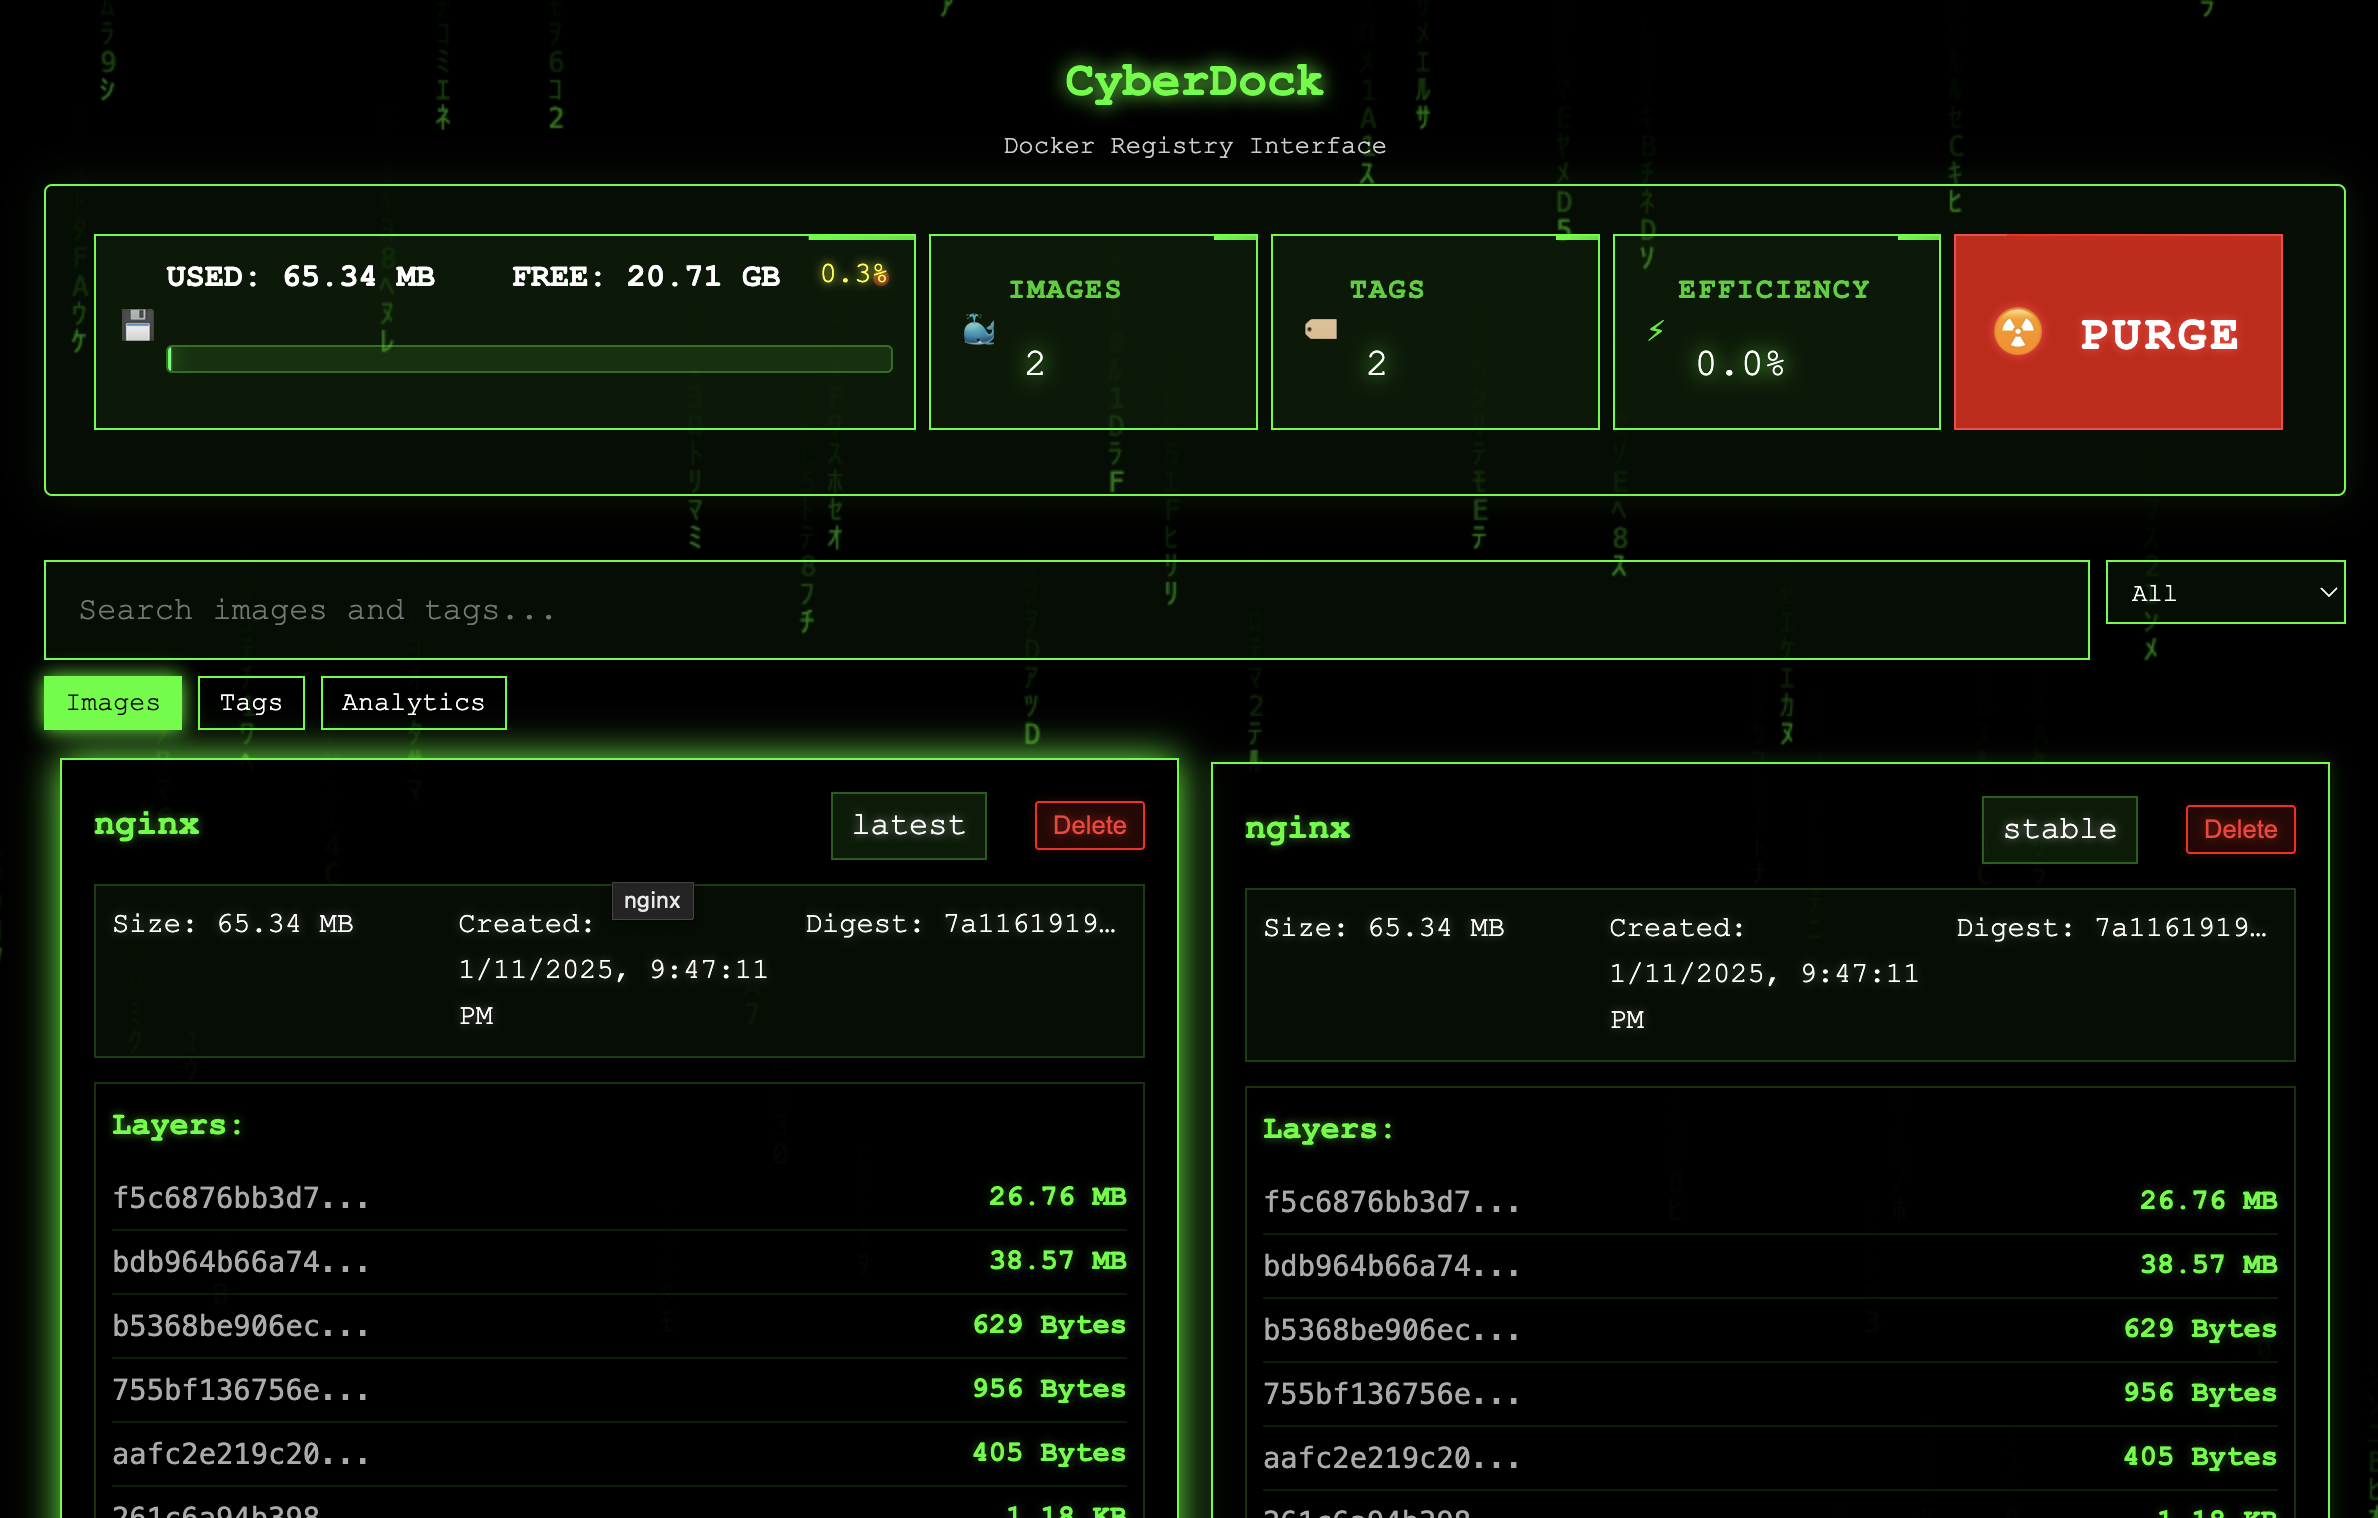 CyberDock
Docker Registry Interface
USED: 65.34 MB FREE: 20.71 GB 0.3%
IMAGES
2
TAGS
2
EFFICIENCY
0.0%
PURGE
Search images and tags...
All
Images Tags Analytics
nginx latest Delete
nginx
Size: 65.34 MB Created: Digest: 7a1161919…
1/11/2025, 9:47:11
PM
Layers:
f5c6876bb3d7... 26.76 MB
bdb964b66a74... 38.57 MB
b5368be906ec... 629 Bytes
755bf136756e... 956 Bytes
aafc2e219c20... 405 Bytes
261c6a94b398 1.18 KB
nginx stable Delete
Size: 65.34 MB Created: Digest: 7a1161919…
1/11/2025, 9:47:11
PM
Layers:
f5c6876bb3d7... 26.76 MB
bdb964b66a74... 38.57 MB
b5368be906ec... 629 Bytes
755bf136756e... 956 Bytes
aafc2e219c20... 405 Bytes